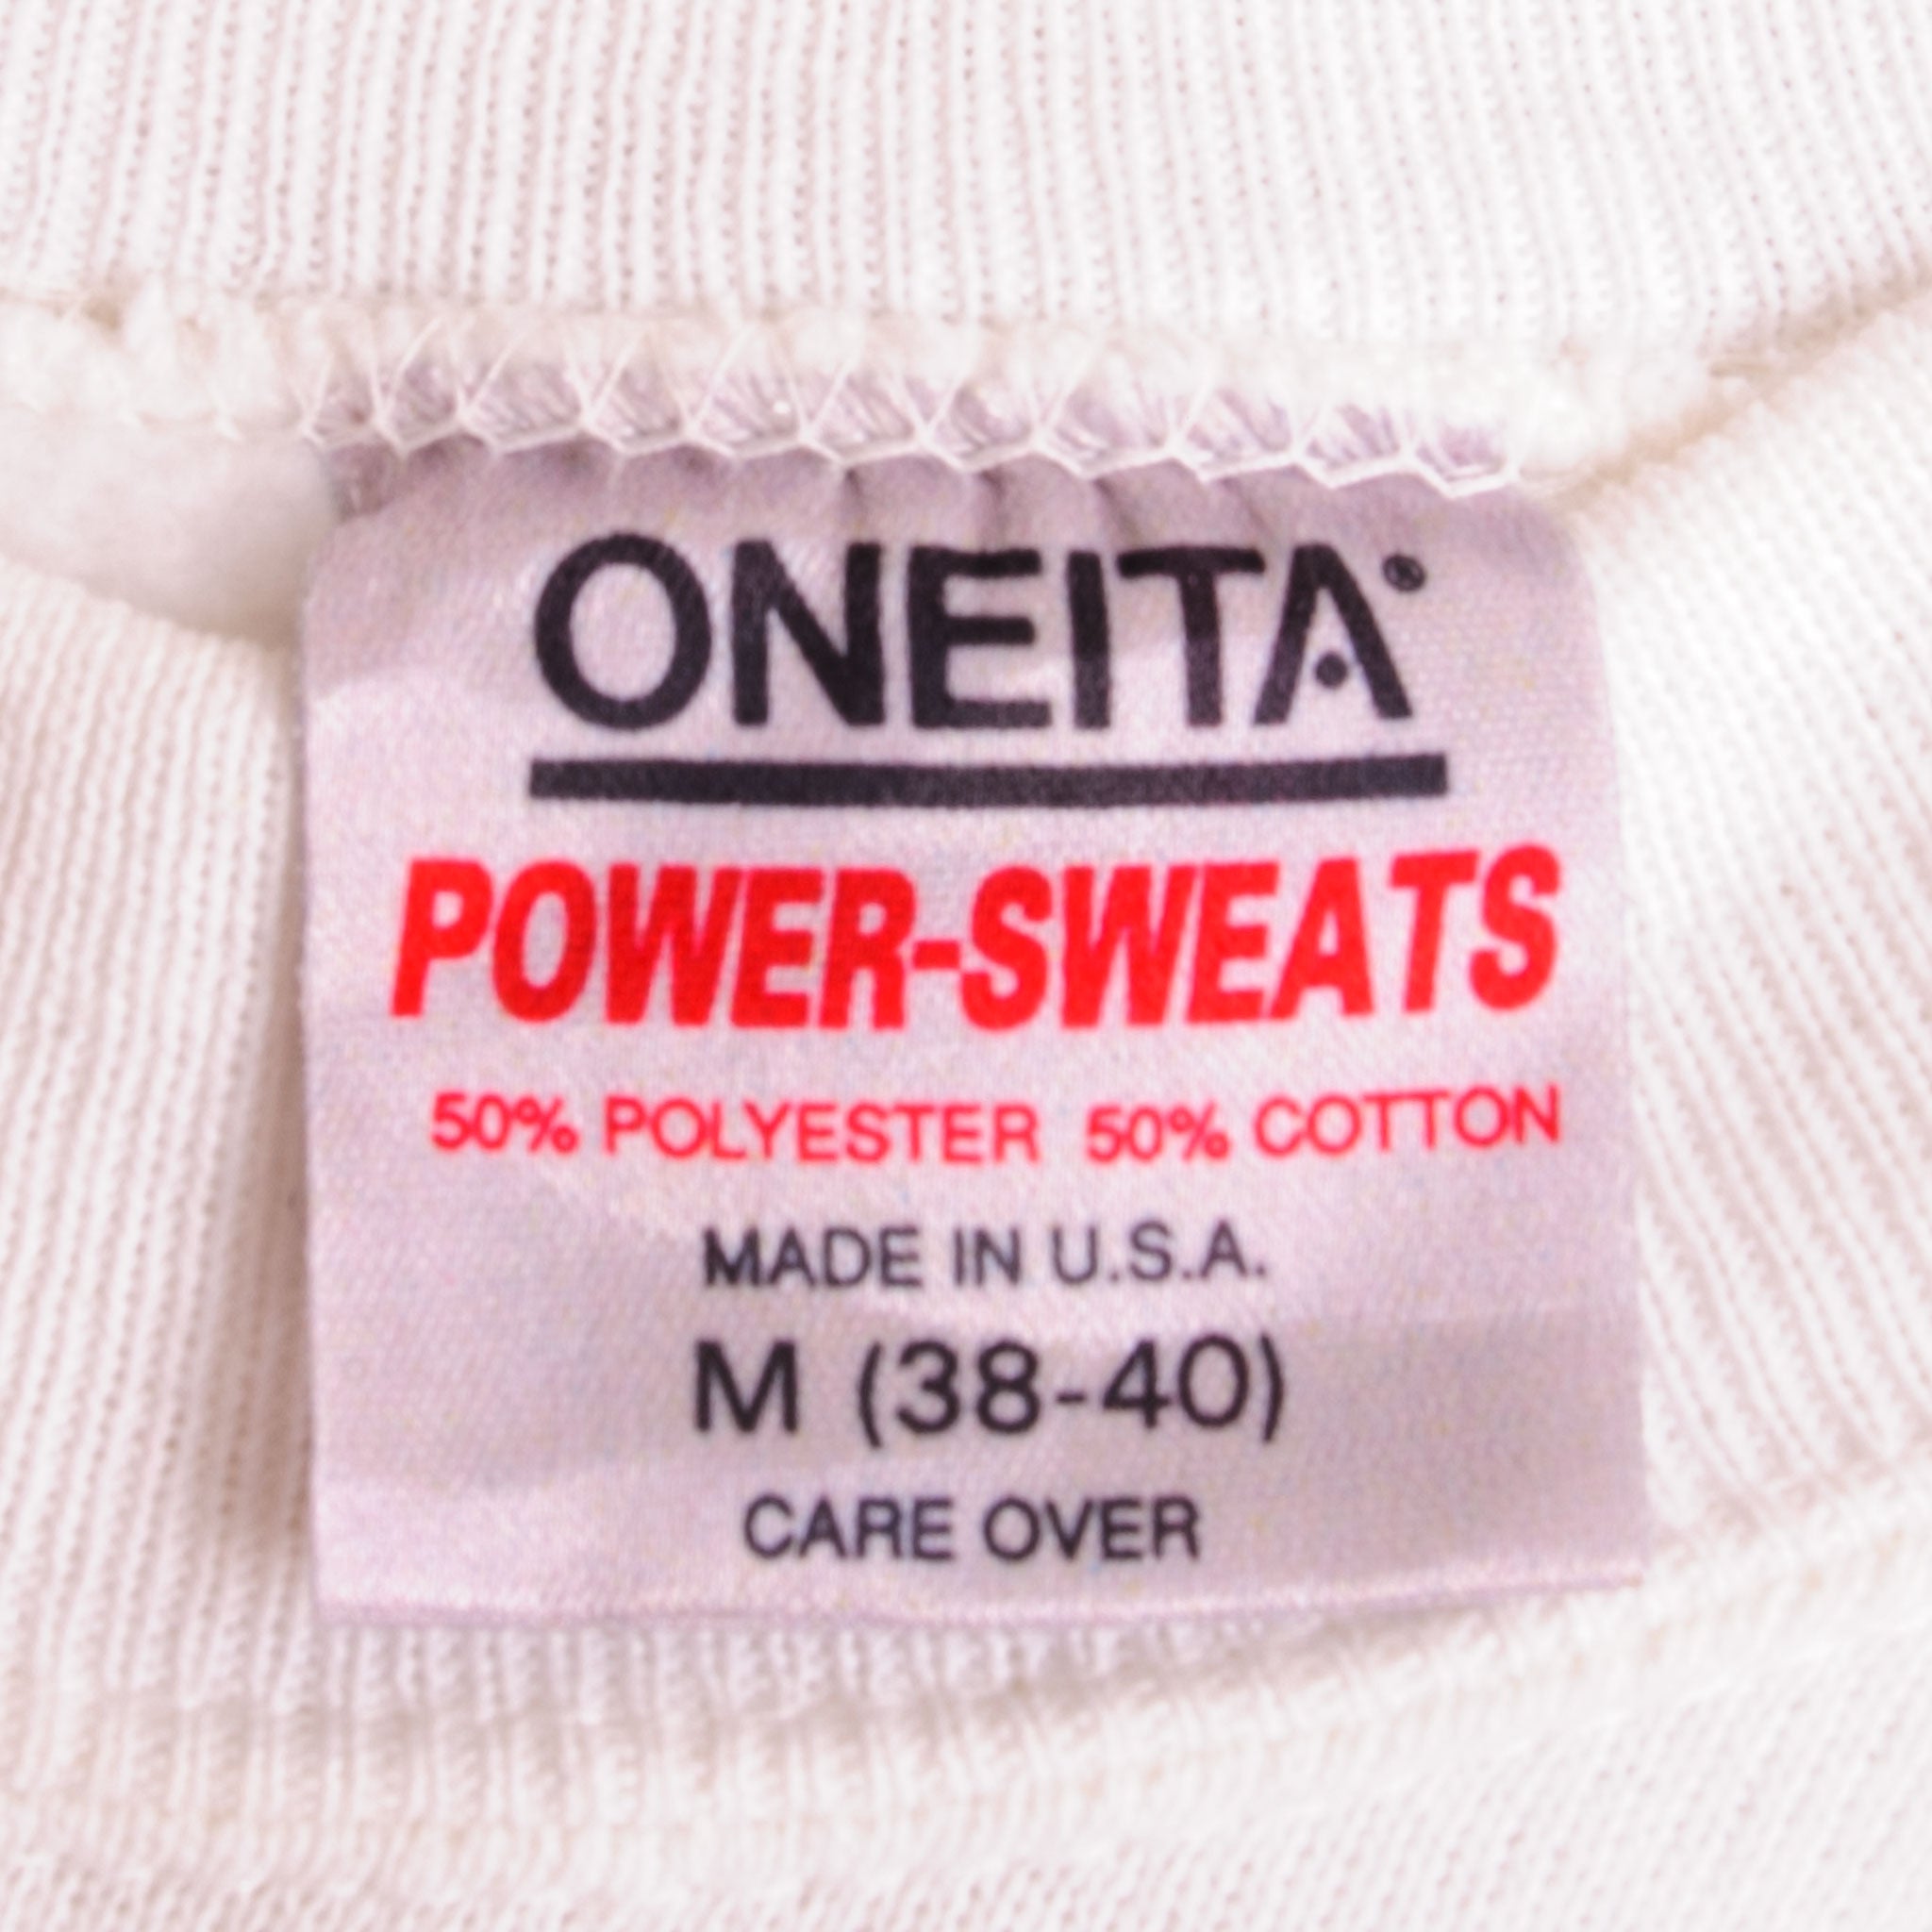 ONEITA®
POWER-SWEATS
50% POLYESTER 50% COTTON
MADE IN U.S.A.
M (38-40)
CARE OVER